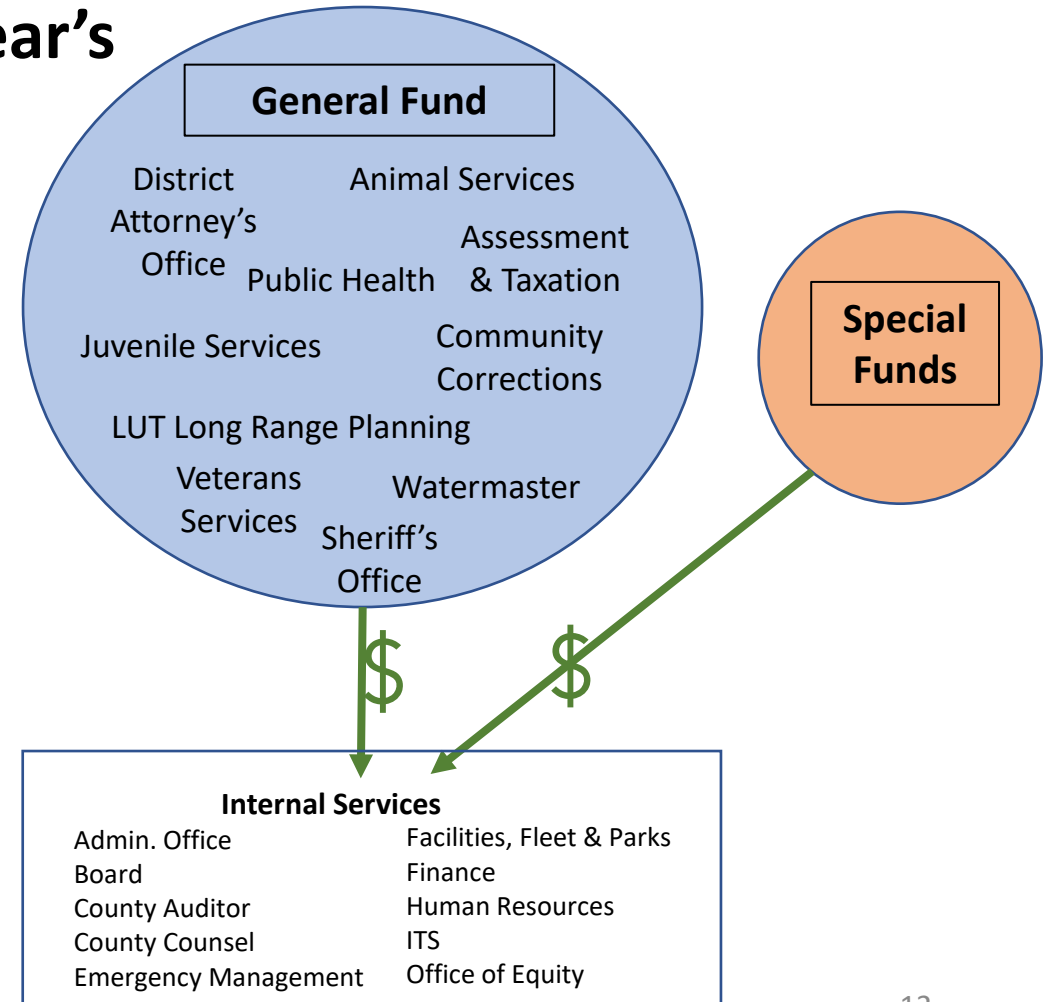 ear’s
General Fund
District
Attorney’s
Office
Animal Services
Assessment
& Taxation
Public Health
Juvenile Services
Community
Corrections
LUT Long Range Planning
Veterans
Services
Watermaster
Sheriff’s
Office
Special
Funds
$
$
Internal Services
Admin. Office
Board
County Auditor
County Counsel
Emergency Management
Facilities, Fleet & Parks
Finance
Human Resources
ITS
Office of Equity